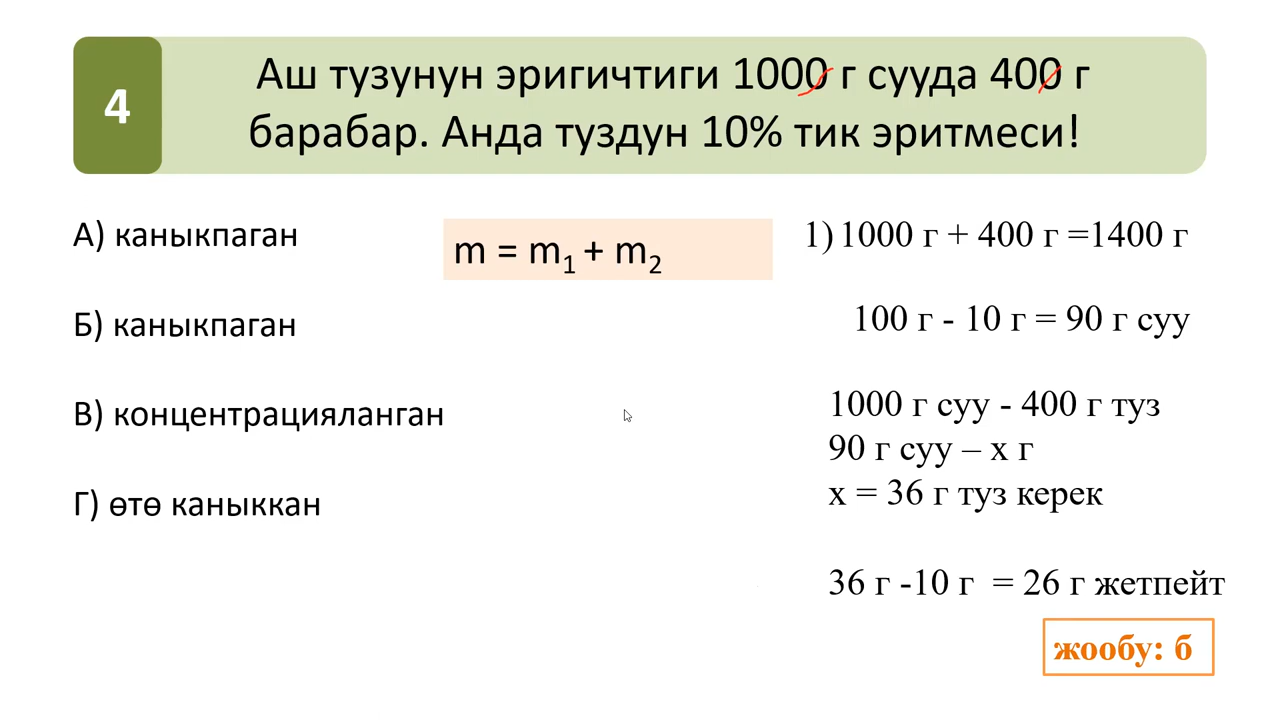 4
Аш тузунун эригичтиги 1000 г сууда 400 г
барабар. Анда туздун 10% тик эритмеси!
А) каныкпаган
Б) каныкпаган
В) концентрацияланган
Г) өтө каныккан
m = m₁ + m₂
1) 1000 г + 400 г =1400 г
100 г - 10 г = 90 г суу
1000 г суу - 400 г туз
90 г суу – х г
х = 36 г туз керек
36 г -10 г = 26 г жетпейт
жообу: б